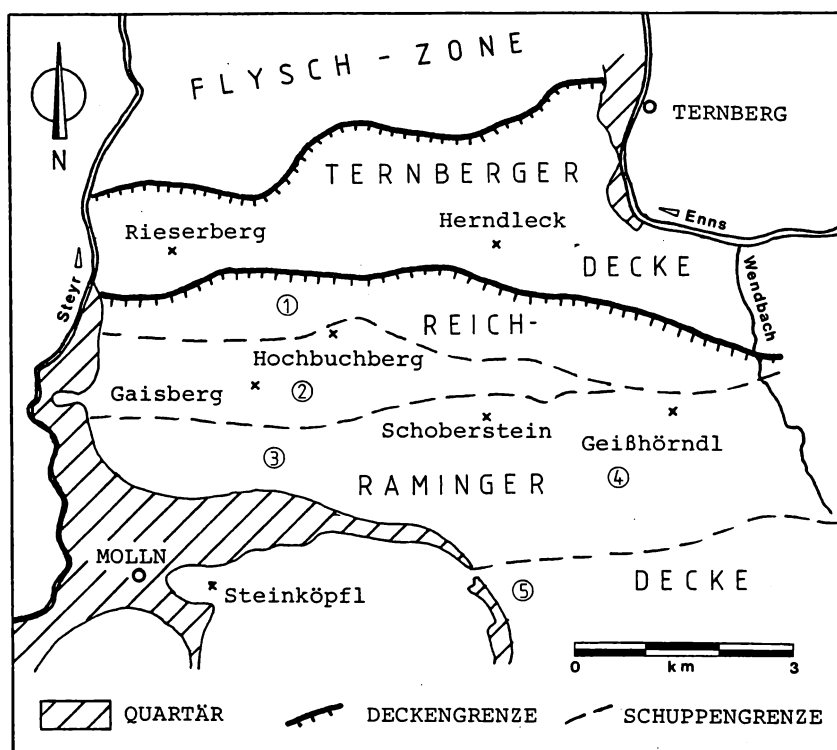 FLYSCH-ZONE
N
TERNBERG
TERNBERGER
Enns
Rieserberg
Herndleck
DECKE
Steyr
Wendbach
①
REICH-
Hochbuchberg
Gaisberg
②
Schoberstein
Geißhörndl
③
④
RAMINGER
MOLLN
Steinköpfl
⑤
DECKE
0 km 3
QUARTÄR DECKENGRENZE SCHUPPENGRENZE